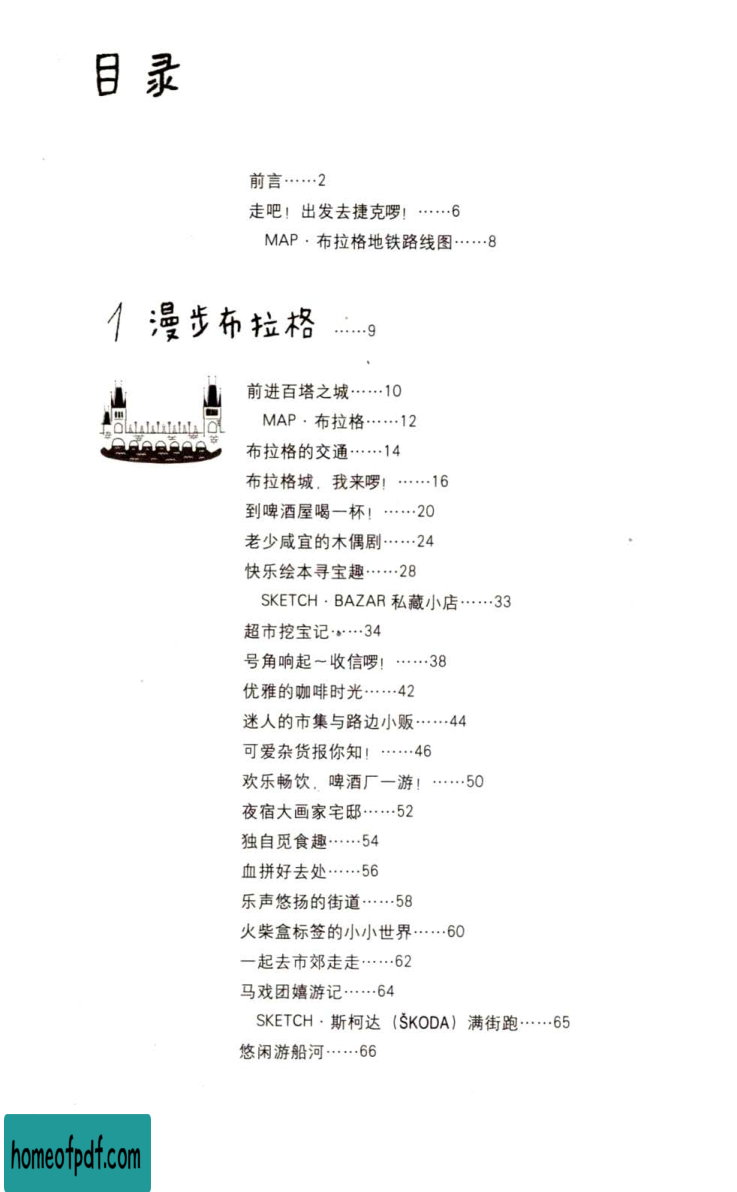 目录
前言……2
走吧！出发去捷克啰！……6
MAP·布拉格地铁路线图……8
1 漫步布拉格……9
前进百塔之城……10
MAP·布拉格……12
布拉格的交通……14
布拉格城，我来啰！……16
到啤酒屋喝一杯！……20
老少咸宜的木偶剧……24
快乐绘本寻宝趣……28
SKETCH·BAZAR 私藏小店……33
超市挖宝记……34
号角响起～收信啰！……38
优雅的咖啡时光……42
迷人的市集与路边小贩……44
可爱杂货报你知！……46
欢乐畅饮，啤酒厂一游！……50
夜宿大画家宅邸……52
独自觅食趣……54
血拼好去处……56
乐声悠扬的街道……58
火柴盒标签的小小世界……60
一起去市郊走走……62
马戏团嬉游记……64
SKETCH·斯柯达（ŠKODA）满街跑……65
悠闲游船河……66
homeofpdf.com